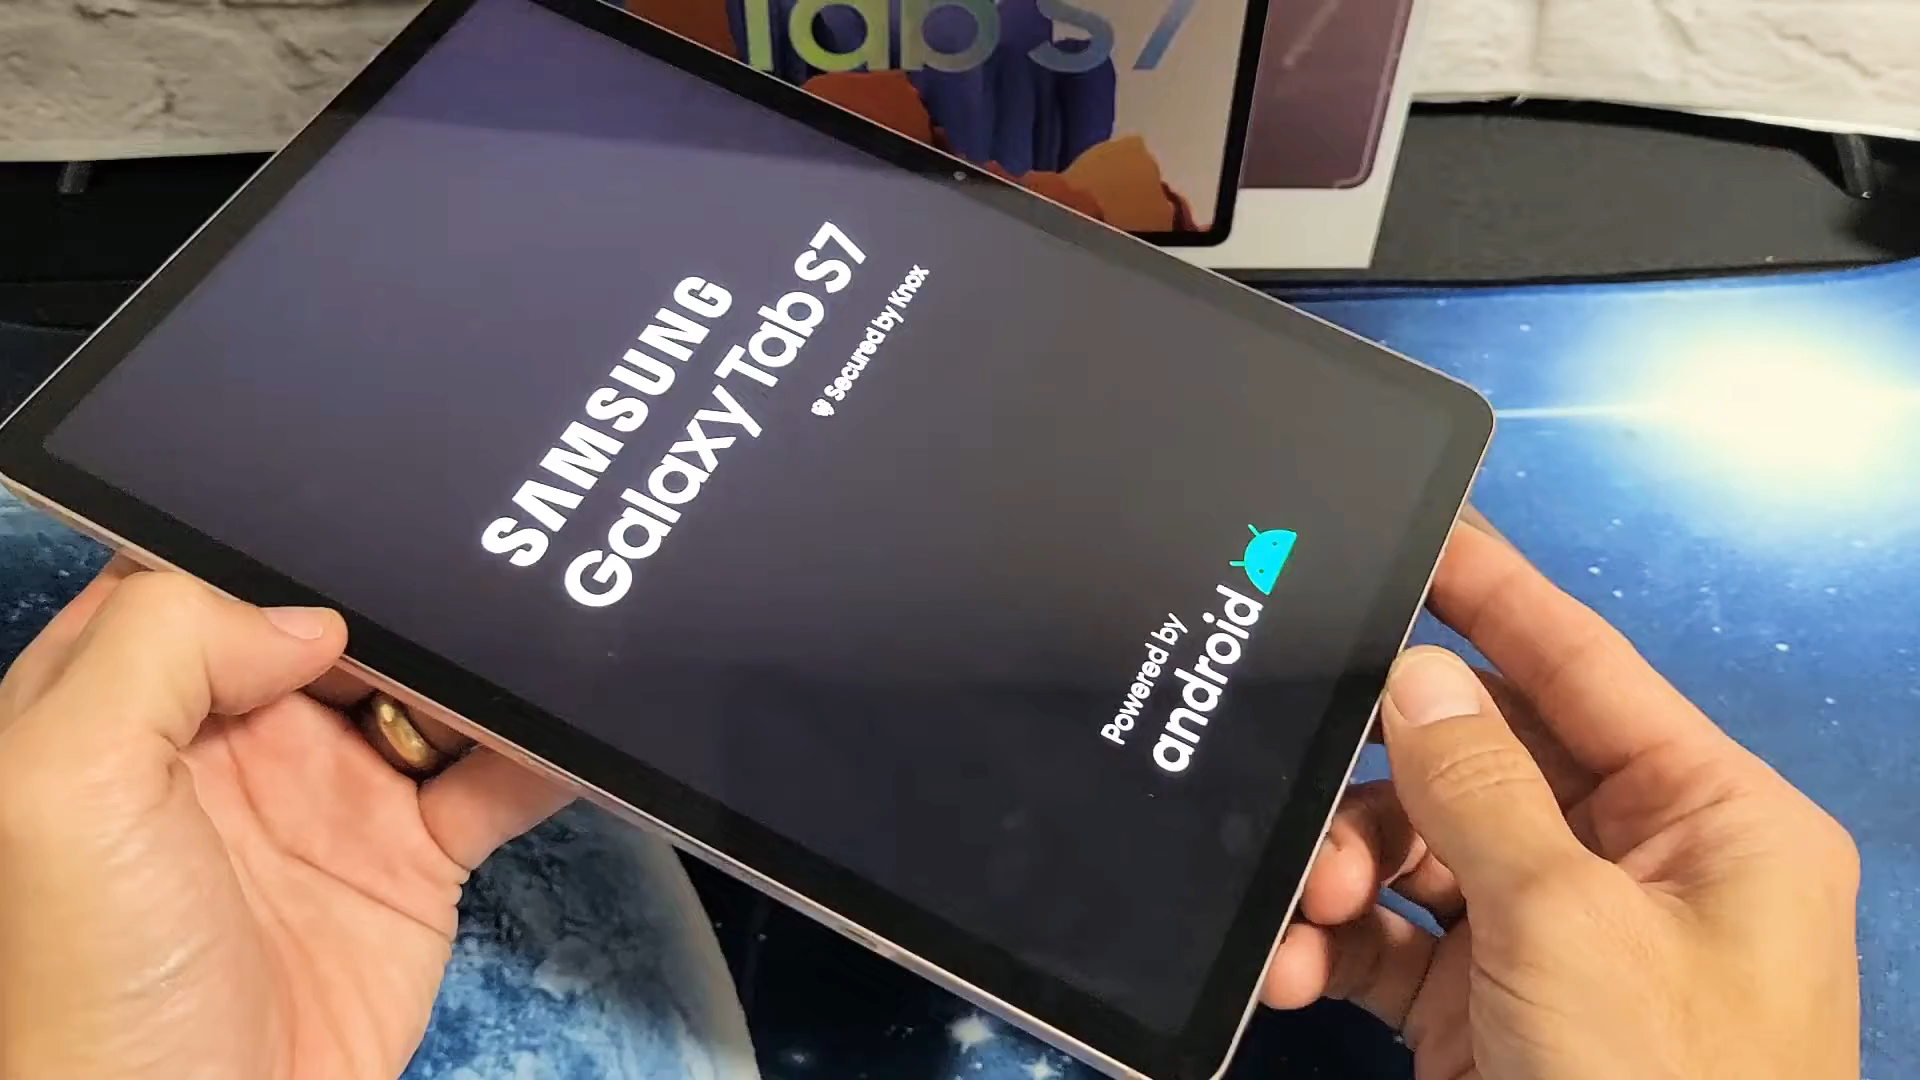 Tab S7
SAMSUNG
Galaxy Tab S7
Secured by Knox
Powered by
android